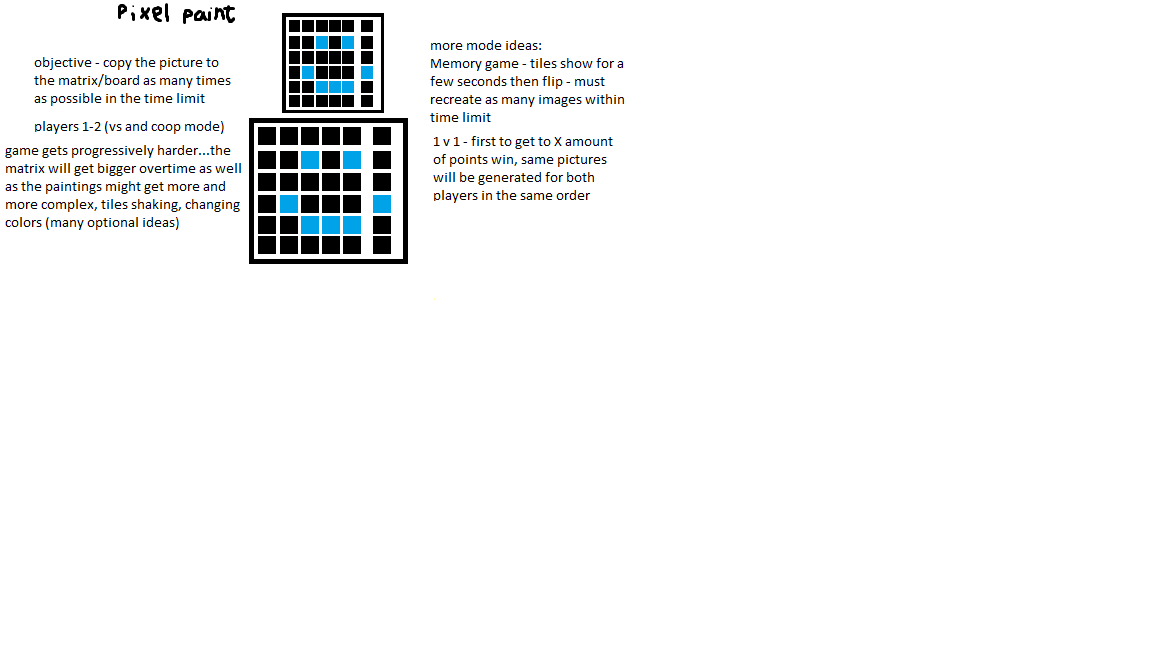 Pixel paint
objective - copy the picture to
the matrix/board as many times
as possible in the time limit
players 1-2 (vs and coop mode)
game gets progressively harder...the
matrix will get bigger overtime as well
as the paintings might get more and
more complex, tiles shaking, changing
colors (many optional ideas)
more mode ideas:
Memory game - tiles show for a
few seconds then flip - must
recreate as many images within
time limit
1 v 1 - first to get to X amount
of points win, same pictures
will be generated for both
players in the same order